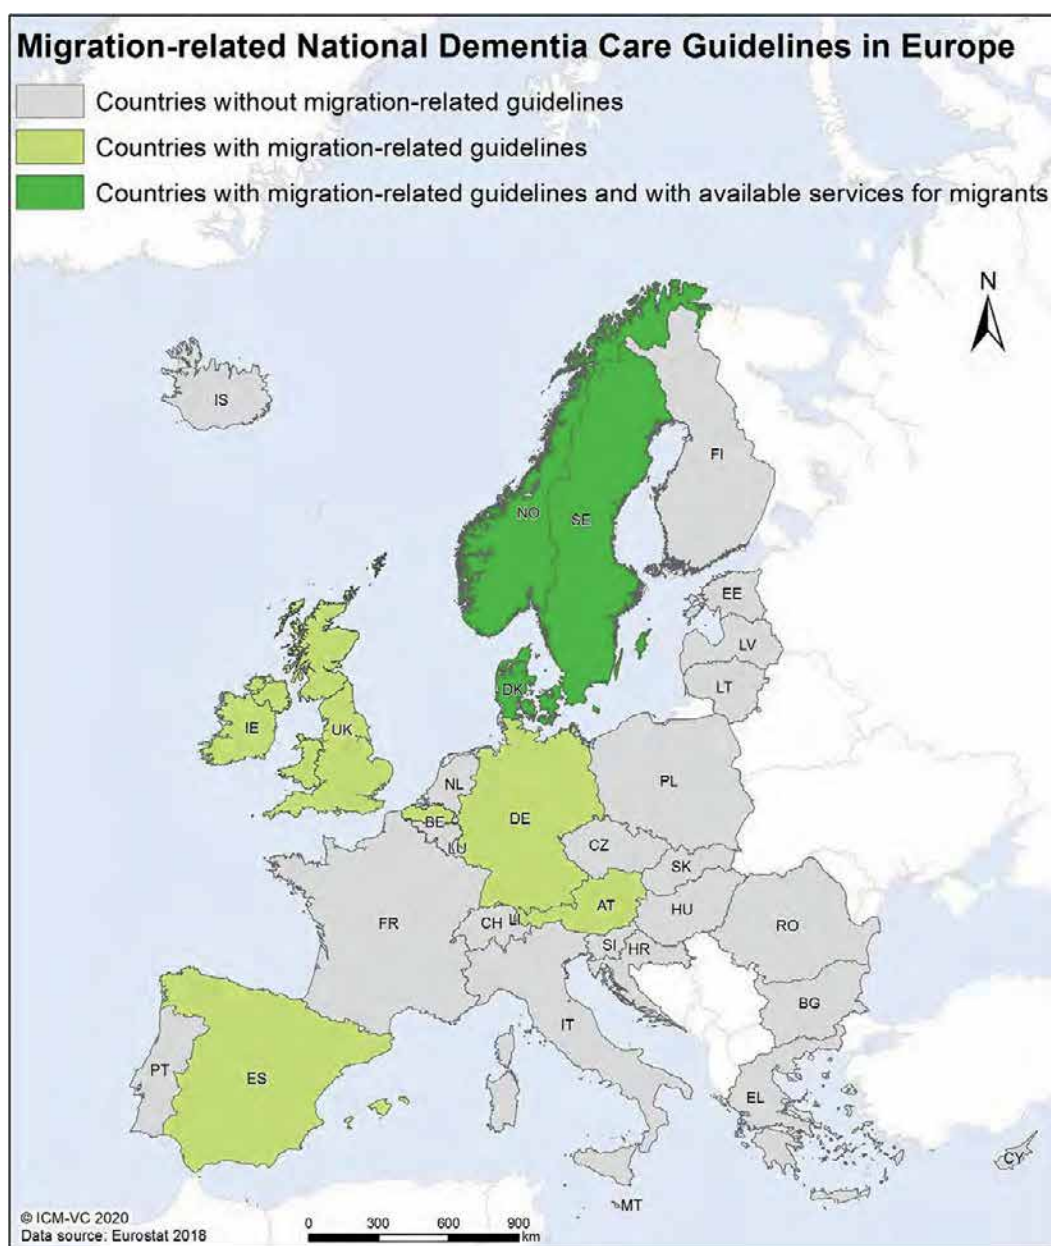 Migration-related National Dementia Care Guidelines in Europe
Countries without migration-related guidelines
Countries with migration-related guidelines
Countries with migration-related guidelines and with available services for migrants
N
IS
FI
NO
SE
EE
LV
LT
DK
IE
UK
NL
PL
BE
DE
LU
CZ
SK
AT
FR
CH
LI
HU
RO
SI
HR
BG
IT
PT
ES
EL
CY
MT
© ICM-VC 2020
Data source: Eurostat 2018
0 300 600 900
km